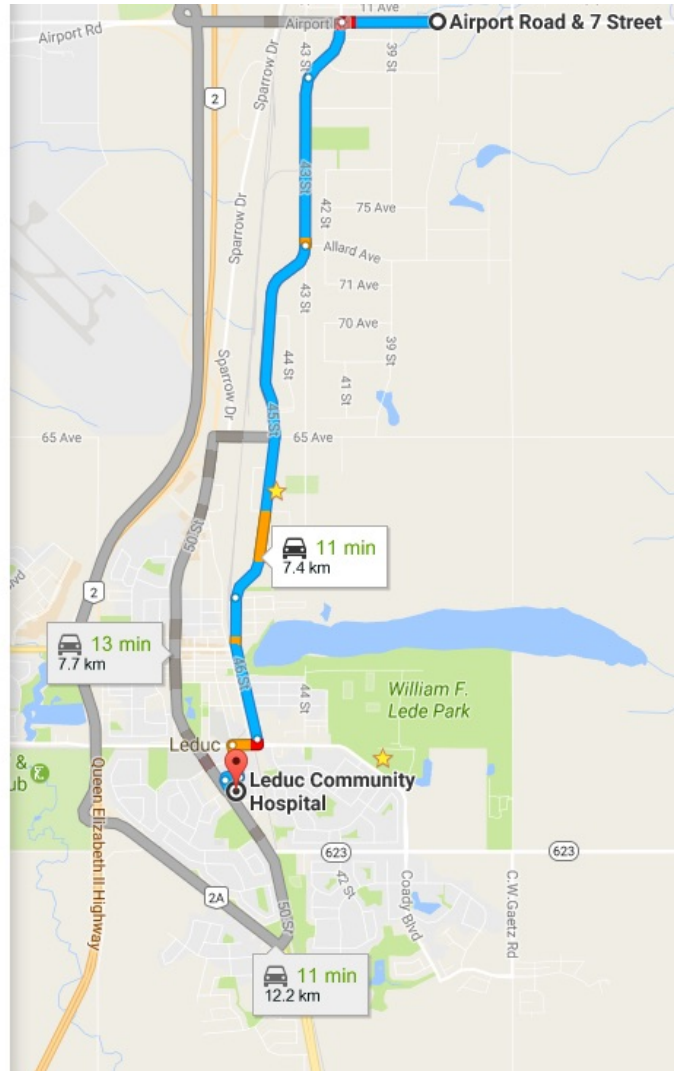 11 Ave
Airport Rd
Airport
Airport Road & 7 Street
43 St
39 St
Sparrow Dr
2
43 St
42 St
75 Ave
Sparrow Dr
Allard Ave
43 St
71 Ave
70 Ave
44 St
39 St
41 St
Sparrow Dr
45 St
65 Ave
65 Ave
50 St
11 min
7.4 km
2
13 min
7.7 km
46 St
44 St
William F.
Lede Park
Leduc
&
Leduc Community
Hospital
Queen Elizabeth II Highway
623
623
42 St
Coady Blvd
C.W.Gaetz Rd
2A
50 St
11 min
12.2 km